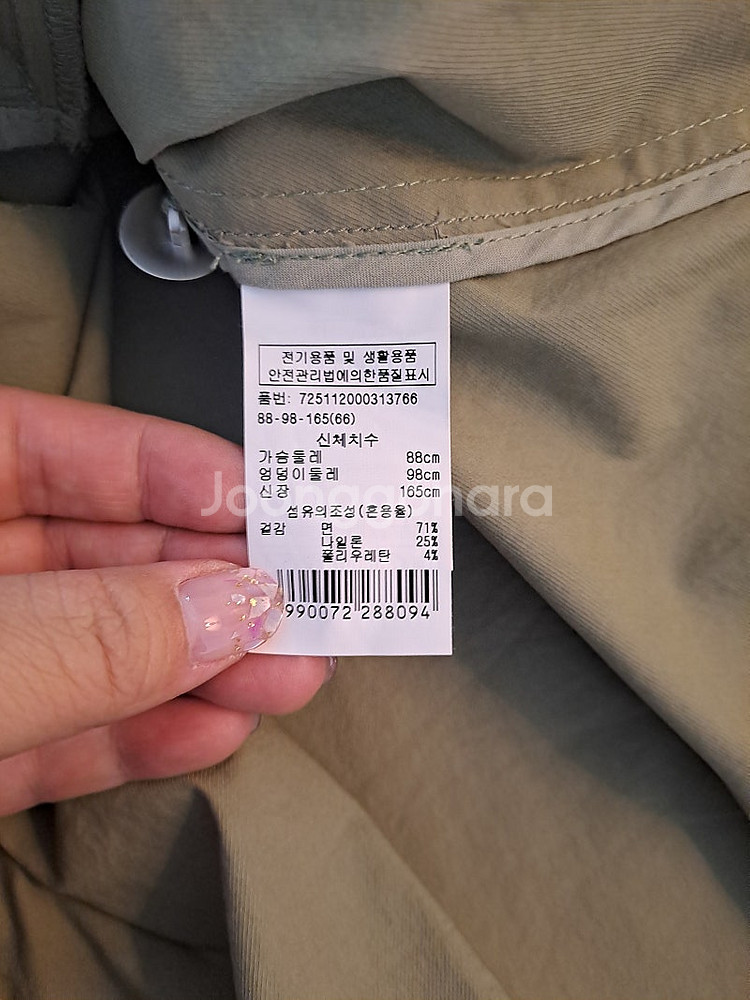 전기용품 및 생활용품
안전관리법에의한품질표시
품번: 725112000313766
88-98-165(66)
신체치수
가슴둘레 88cm
엉덩이둘레 98cm
신장 165cm
Joonggonara
섬유의조성(혼용율)
겉감 면 71%
나일론 25%
폴리우레탄 4%
990072 288094